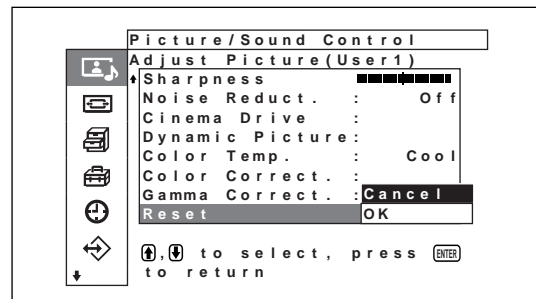 Picture/Sound Control
Adjust Picture(User1)
Sharpness
Noise Reduct. : Off
Cinema Drive :
Dynamic Picture:
Color Temp. : Cool
Color Correct. :
Gamma Correct. : Cancel
Reset OK
, to select, press ENTER
to return